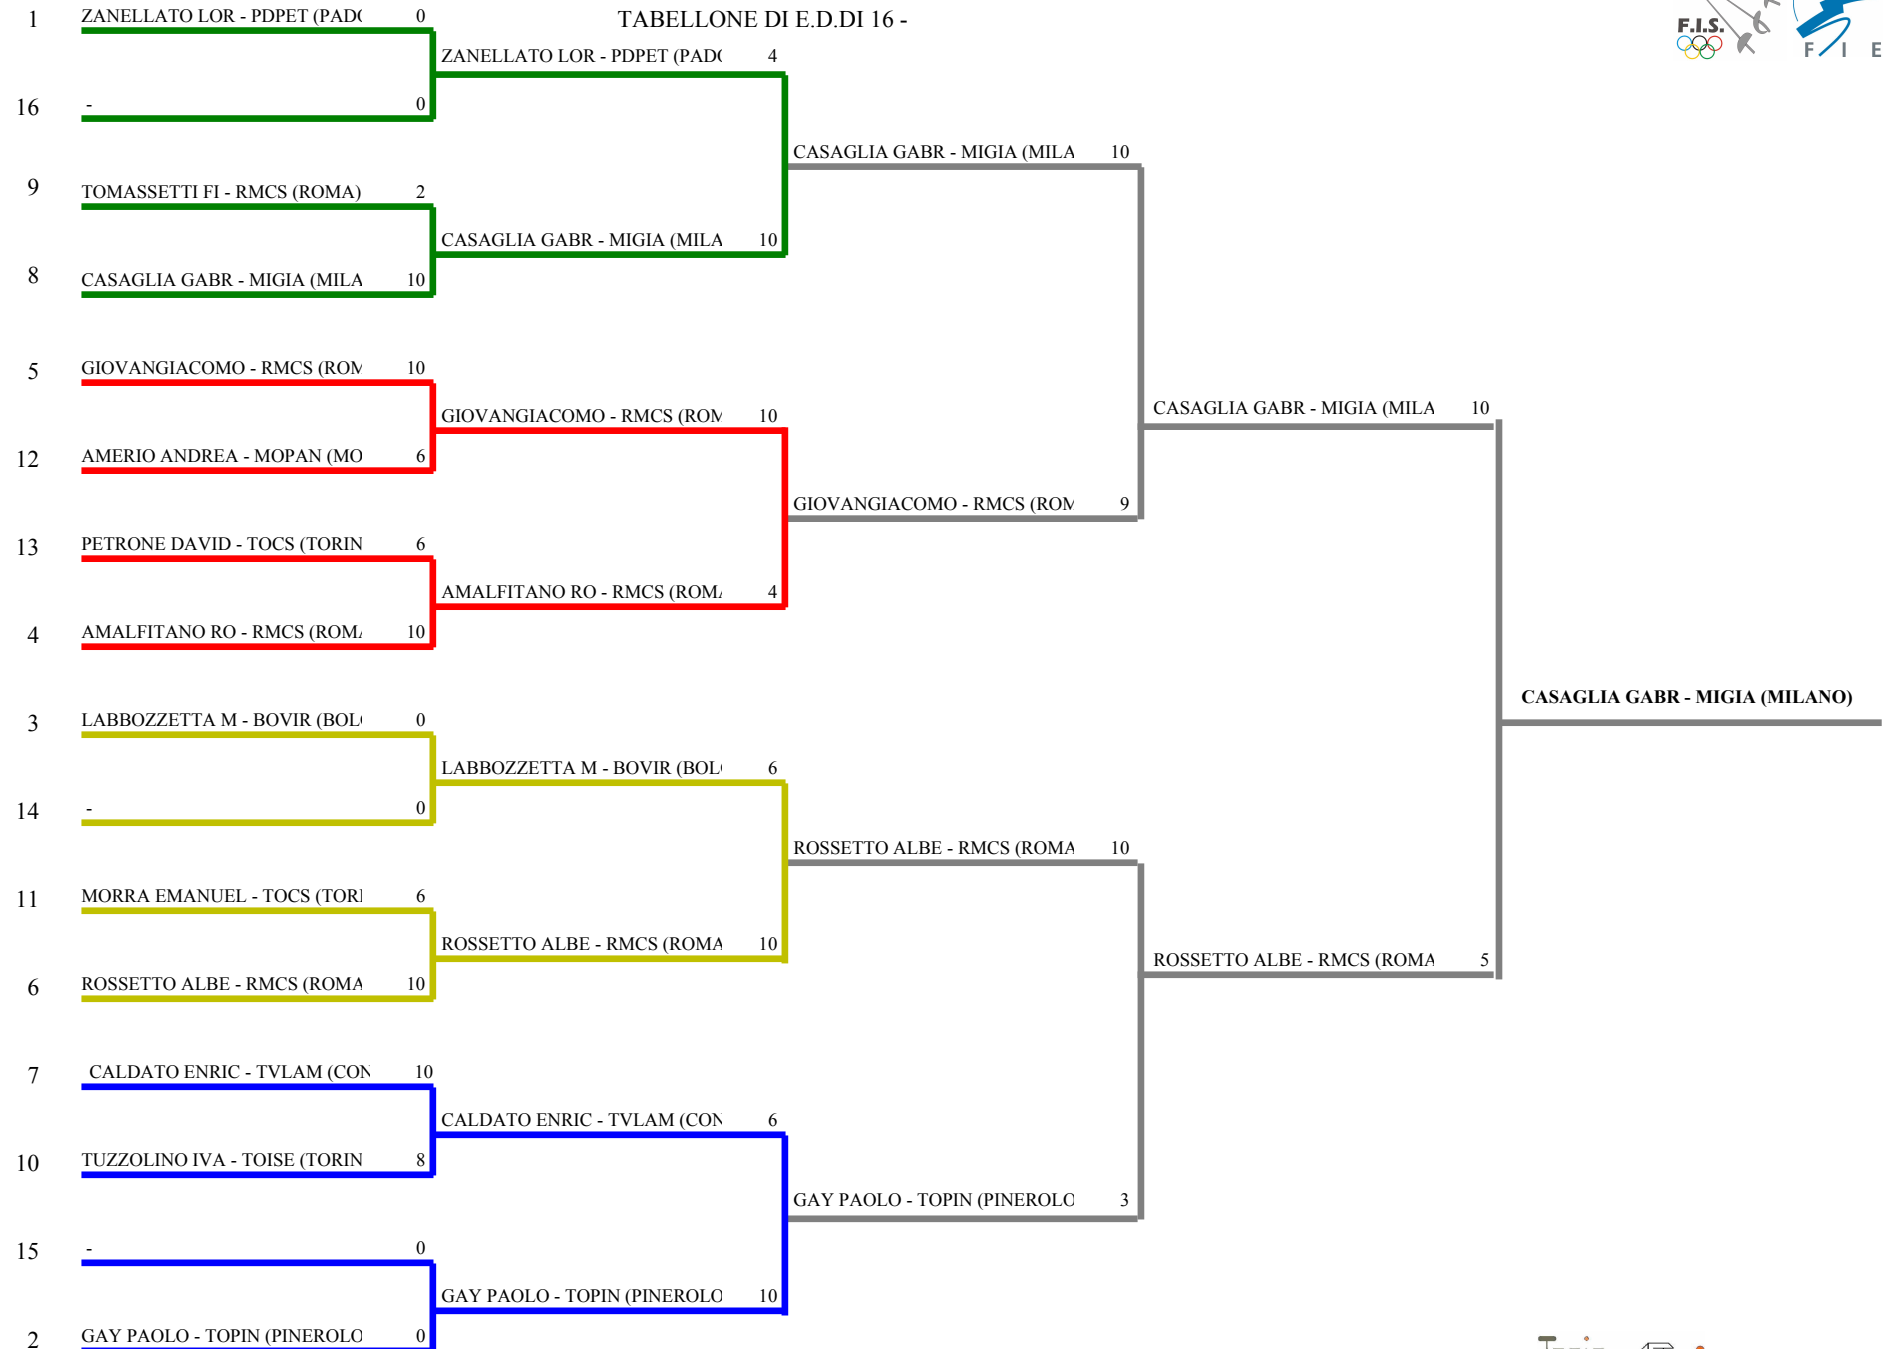 TABELLONE DI E.D.DI 16 -
F.I.S.
F I E
1 ZANELLATO LOR - PDPET (PAD 0
ZANELLATO LOR - PDPET (PAD 4
16 - 0
CASAGLIA GABR - MIGIA (MILA 10
9 TOMASSETTI FI - RMCS (ROMA) 2
CASAGLIA GABR - MIGIA (MILA 10
8 CASAGLIA GABR - MIGIA (MILA 10
5 GIOVANGIACOMO - RMCS (ROM 10
CASAGLIA GABR - MIGIA (MILA 10
GIOVANGIACOMO - RMCS (ROM 10
12 AMERIO ANDREA - MOPAN (MO 6
GIOVANGIACOMO - RMCS (ROM 9
13 PETRONE DAVID - TOCS (TORIN 6
AMALFITANO RO - RMCS (ROMA 4
4 AMALFITANO RO - RMCS (ROMA 10
CASAGLIA GABR - MIGIA (MILANO)
3 LABBOZZETTA M - BOVIR (BOL 0
LABBOZZETTA M - BOVIR (BOL 6
14 - 0
ROSSETTO ALBE - RMCS (ROMA 10
11 MORRA EMANUEL - TOCS (TORI 6
ROSSETTO ALBE - RMCS (ROMA 10
ROSSETTO ALBE - RMCS (ROMA 5
6 ROSSETTO ALBE - RMCS (ROMA 10
7 CALDATO ENRIC - TVLAM (CON 10
CALDATO ENRIC - TVLAM (CON 6
10 TUZZOLINO IVA - TOISE (TORIN 8
GAY PAOLO - TOPIN (PINEROLO 3
15 - 0
GAY PAOLO - TOPIN (PINEROLO 10
2 GAY PAOLO - TOPIN (PINEROLO 0